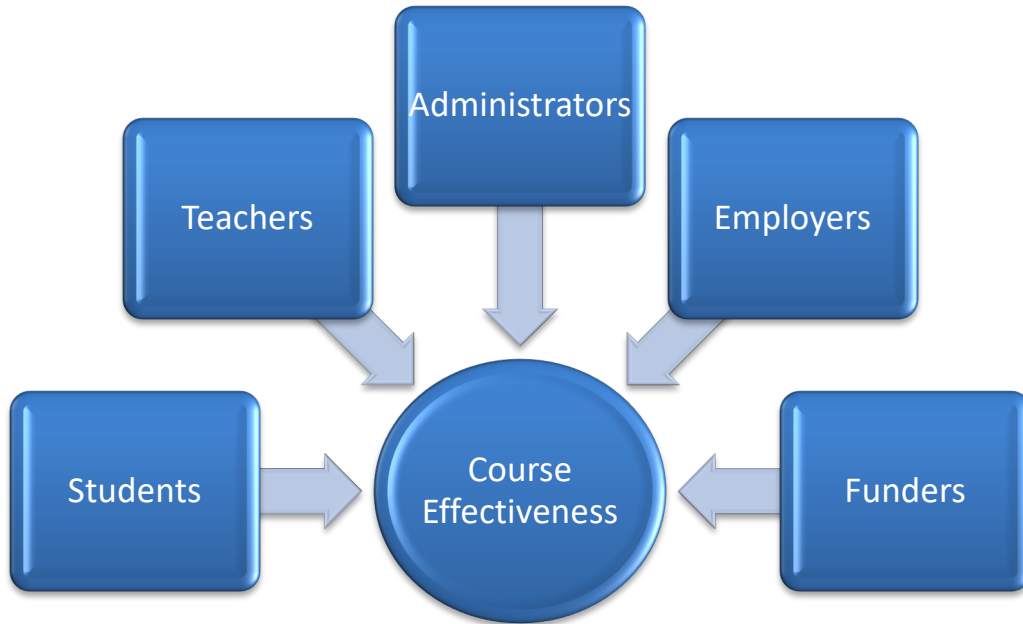 Administrators
Teachers
Employers
Students
Course
Effectiveness
Funders